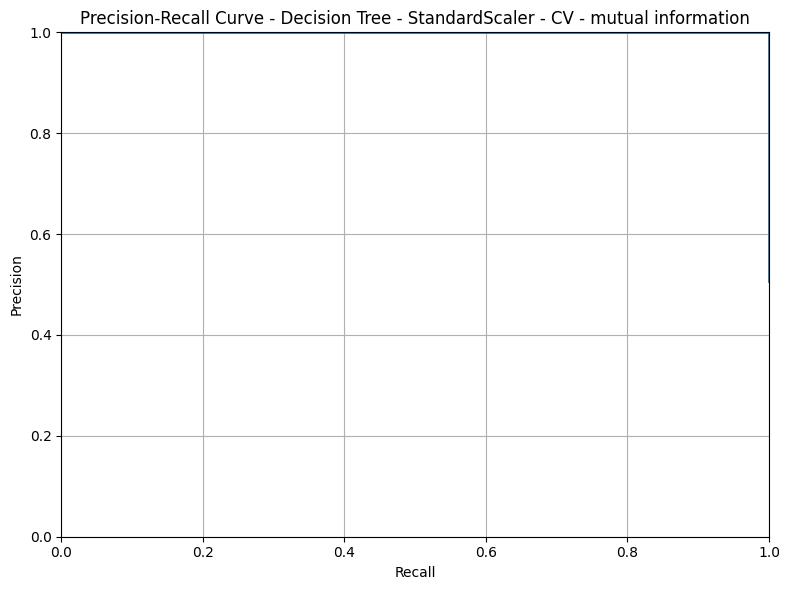 Precision-Recall Curve - Decision Tree - StandardScaler - CV - mutual information
1.0
0.8
0.6
0.4
0.2
0.0
Precision
0.0 0.2 0.4 0.6 0.8 1.0
Recall